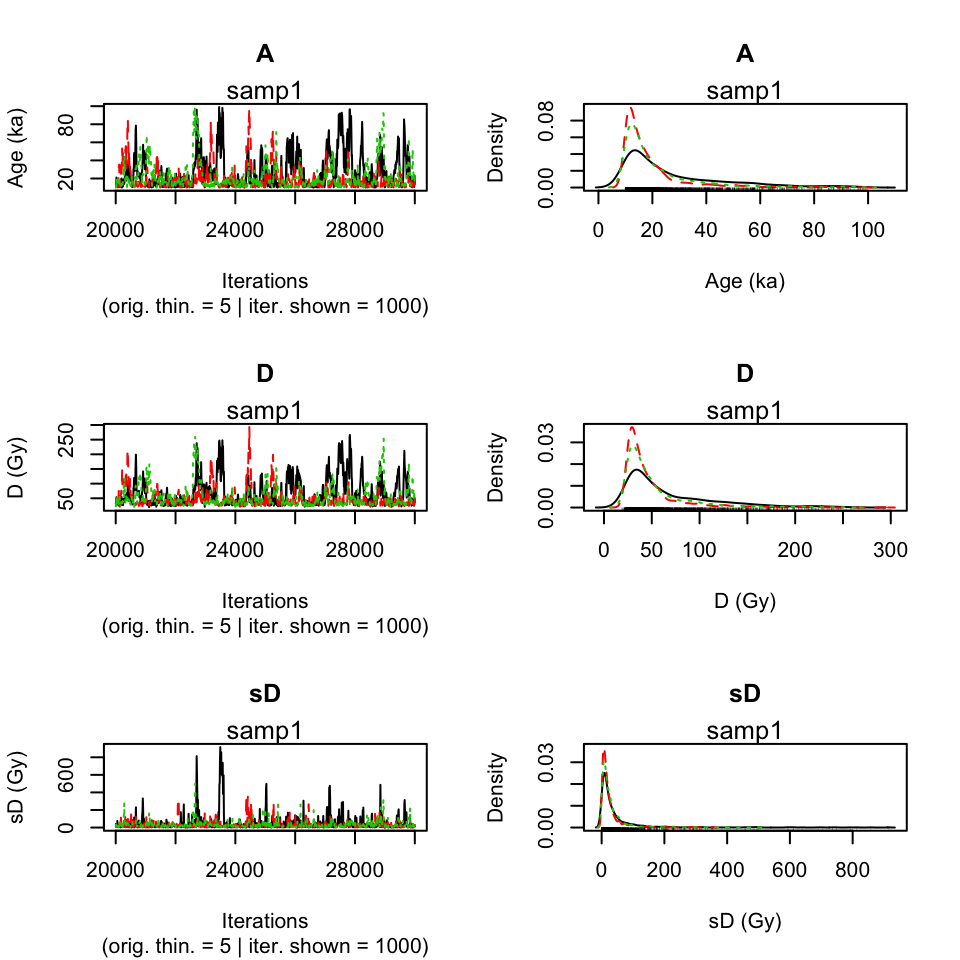 A
samp1
Age (ka)
80
20
20000 24000 28000
Iterations
(orig. thin. = 5 | iter. shown = 1000)
A
samp1
Density
0.08
0.00
0 20 40 60 80 100
Age (ka)
D
samp1
D (Gy)
250
50
20000 24000 28000
Iterations
(orig. thin. = 5 | iter. shown = 1000)
D
samp1
Density
0.03
0.00
0 50 100 200 300
D (Gy)
sD
samp1
sD (Gy)
600
0
20000 24000 28000
Iterations
(orig. thin. = 5 | iter. shown = 1000)
sD
samp1
Density
0.03
0.00
0 200 400 600 800
sD (Gy)